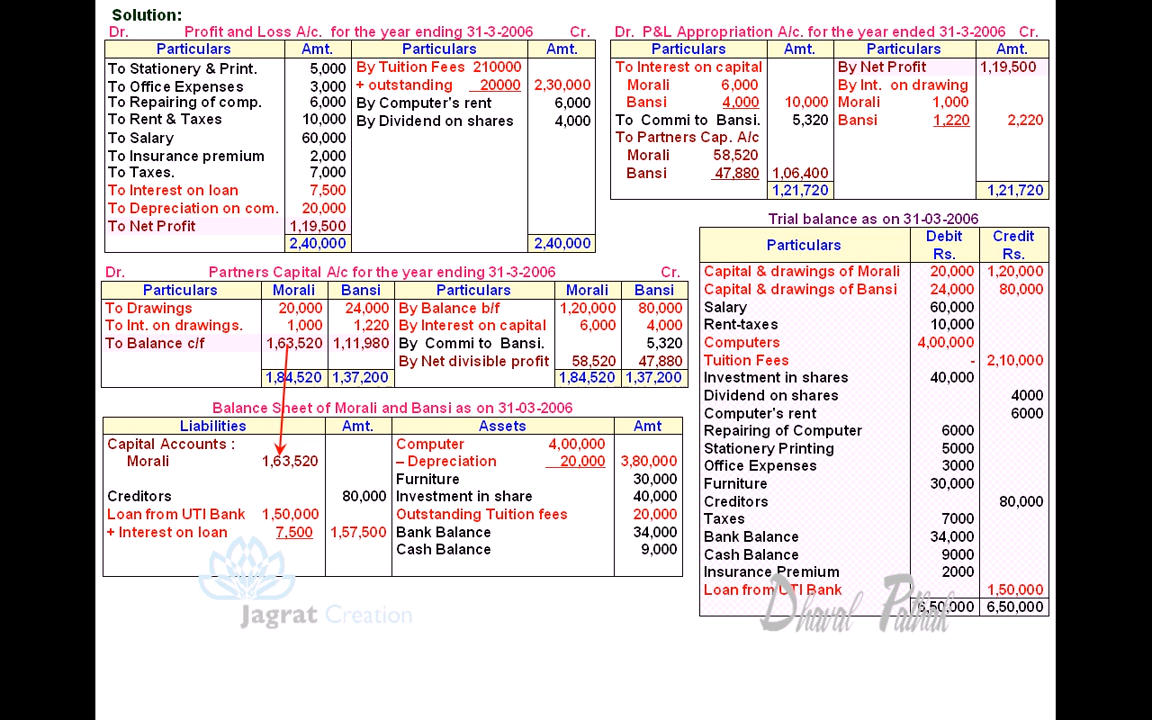 Solution:
Dr. Profit and Loss A/c. for the year ending 31-3-2006 Cr.
Particulars Amt. Particulars Amt.
To Stationery & Print. 5,000 By Tuition Fees 210000
To Office Expenses 3,000 + outstanding 20000 2,30,000
To Repairing of comp. 6,000 By Computer's rent 6,000
To Rent & Taxes 10,000 By Dividend on shares 4,000
To Salary 60,000
To Insurance premium 2,000
To Taxes. 7,000
To Interest on loan 7,500
To Depreciation on com. 20,000
To Net Profit 1,19,500
2,40,000 2,40,000
Dr. P&L Appropriation A/c. for the year ended 31-3-2006 Cr.
Particulars Amt. Particulars Amt.
To Interest on capital By Net Profit 1,19,500
Morali 6,000 By Int. on drawing
Bansi 4,000 10,000 Morali 1,000
To Commi to Bansi. 5,320 Bansi 1,220 2,220
To Partners Cap. A/c
Morali 58,520
Bansi 47,880 1,06,400
1,21,720 1,21,720
Dr. Partners Capital A/c for the year ending 31-3-2006 Cr.
Particulars Morali Bansi Particulars Morali Bansi
To Drawings 20,000 24,000 By Balance b/f 1,20,000 80,000
To Int. on drawings. 1,000 1,220 By Interest on capital 6,000 4,000
To Balance c/f 1,63,520 1,11,980 By Commi to Bansi. 5,320
By Net divisible profit 58,520 47,880
1,84,520 1,37,200 1,84,520 1,37,200
Balance Sheet of Morali and Bansi as on 31-03-2006
Liabilities Amt. Assets Amt
Capital Accounts : Computer 4,00,000
Morali 1,63,520 – Depreciation 20,000 3,80,000
Furniture 30,000
Creditors 80,000 Investment in share 40,000
Loan from UTI Bank 1,50,000 Outstanding Tuition fees 20,000
+ Interest on loan 7,500 1,57,500 Bank Balance 34,000
Cash Balance 9,000
Trial balance as on 31-03-2006
Particulars Debit Rs. Credit Rs.
Capital & drawings of Morali 20,000 1,20,000
Capital & drawings of Bansi 24,000 80,000
Salary 60,000
Rent-taxes 10,000
Computers 4,00,000
Tuition Fees - 2,10,000
Investment in shares 40,000
Dividend on shares 4000
Computer's rent 6000
Repairing of Computer 6000
Stationery Printing 5000
Office Expenses 3000
Furniture 30,000
Creditors 80,000
Taxes 7000
Bank Balance 34,000
Cash Balance 9000
Insurance Premium 2000
Loan from UTI Bank 1,50,000
6,50,000 6,50,000
Jagrat Creation
Dhaval Pathak